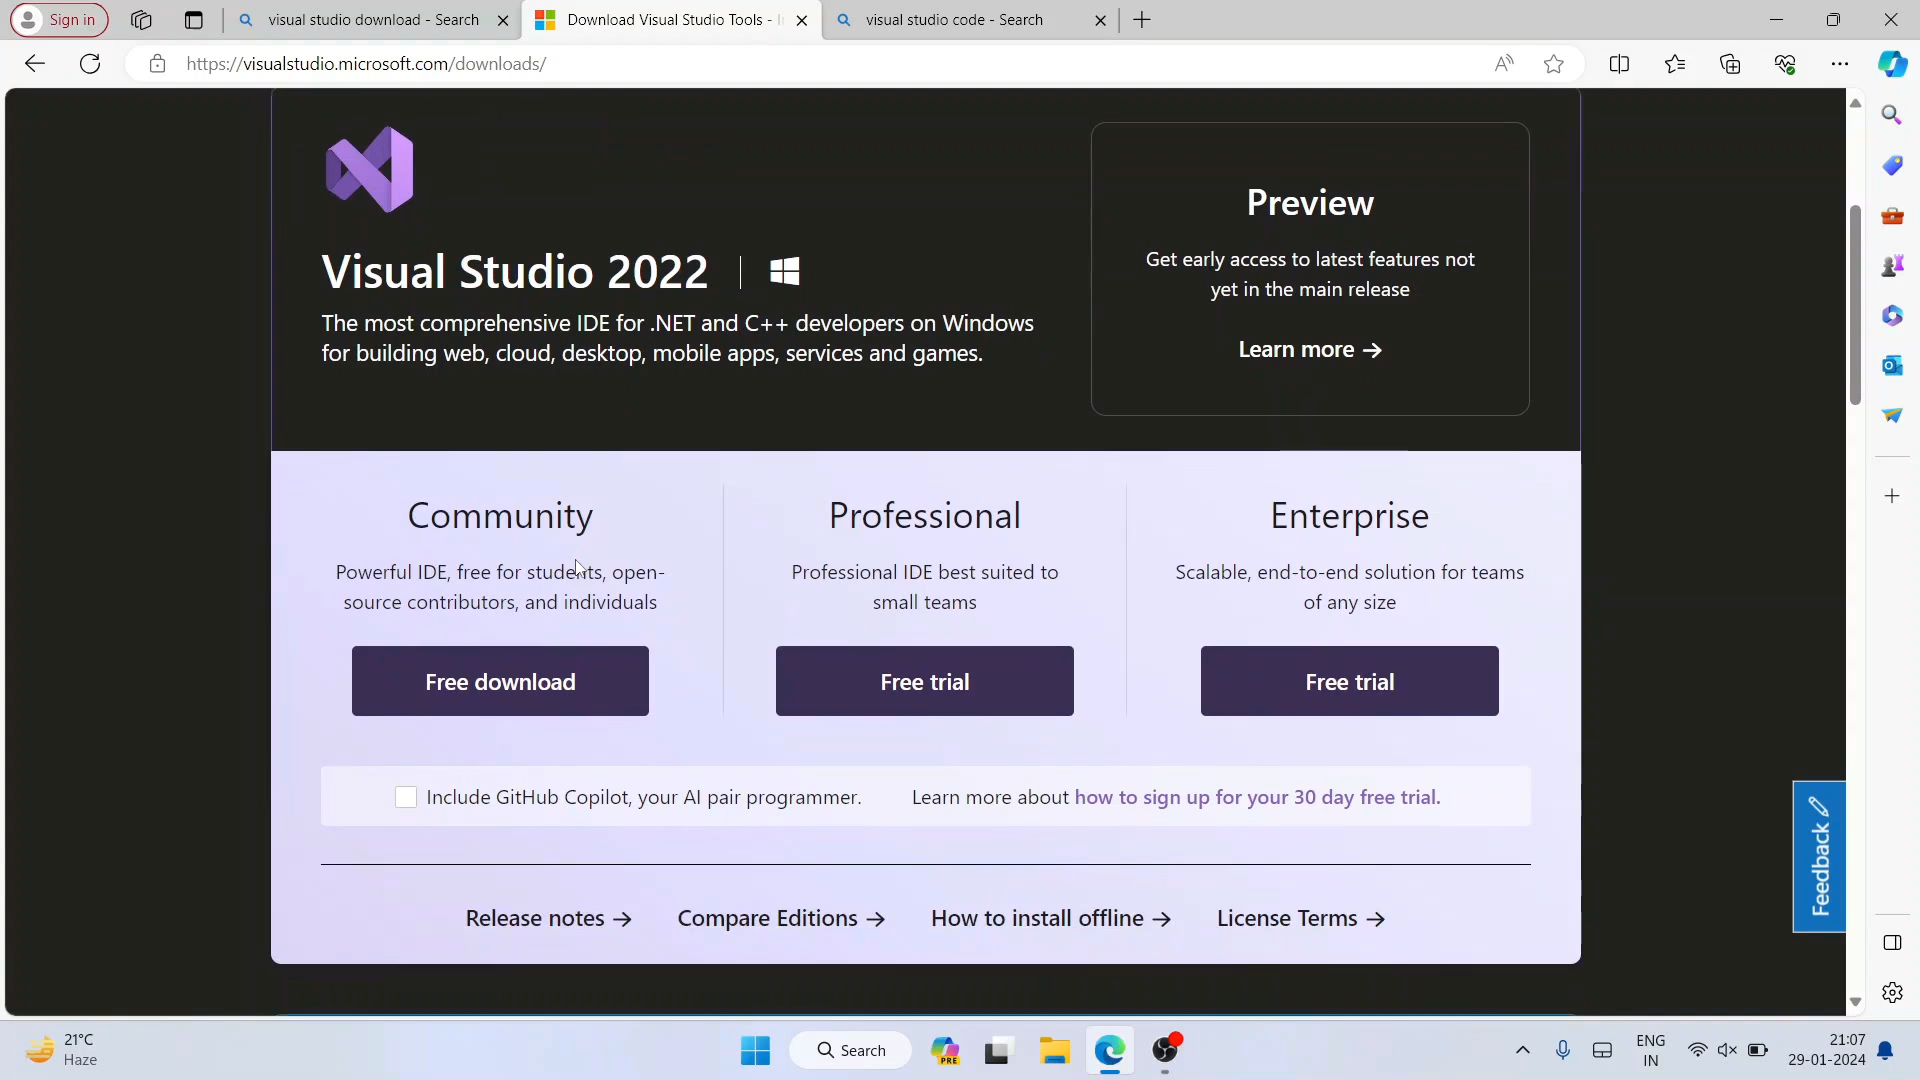 Sign in
visual studio download - Search
Download Visual Studio Tools - I
visual studio code - Search
https://visualstudio.microsoft.com/downloads/
Visual Studio 2022
The most comprehensive IDE for .NET and C++ developers on Windows
for building web, cloud, desktop, mobile apps, services and games.
Preview
Get early access to latest features not
yet in the main release
Learn more →
Community
Powerful IDE, free for students, open-
source contributors, and individuals
Free download
Professional
Professional IDE best suited to
small teams
Free trial
Enterprise
Scalable, end-to-end solution for teams
of any size
Free trial
Include GitHub Copilot, your AI pair programmer.
Learn more about how to sign up for your 30 day free trial.
Release notes →
Compare Editions →
How to install offline →
License Terms →
Feedback
21°C
Haze
Search
PRE
ENG
IN
21:07
29-01-2024